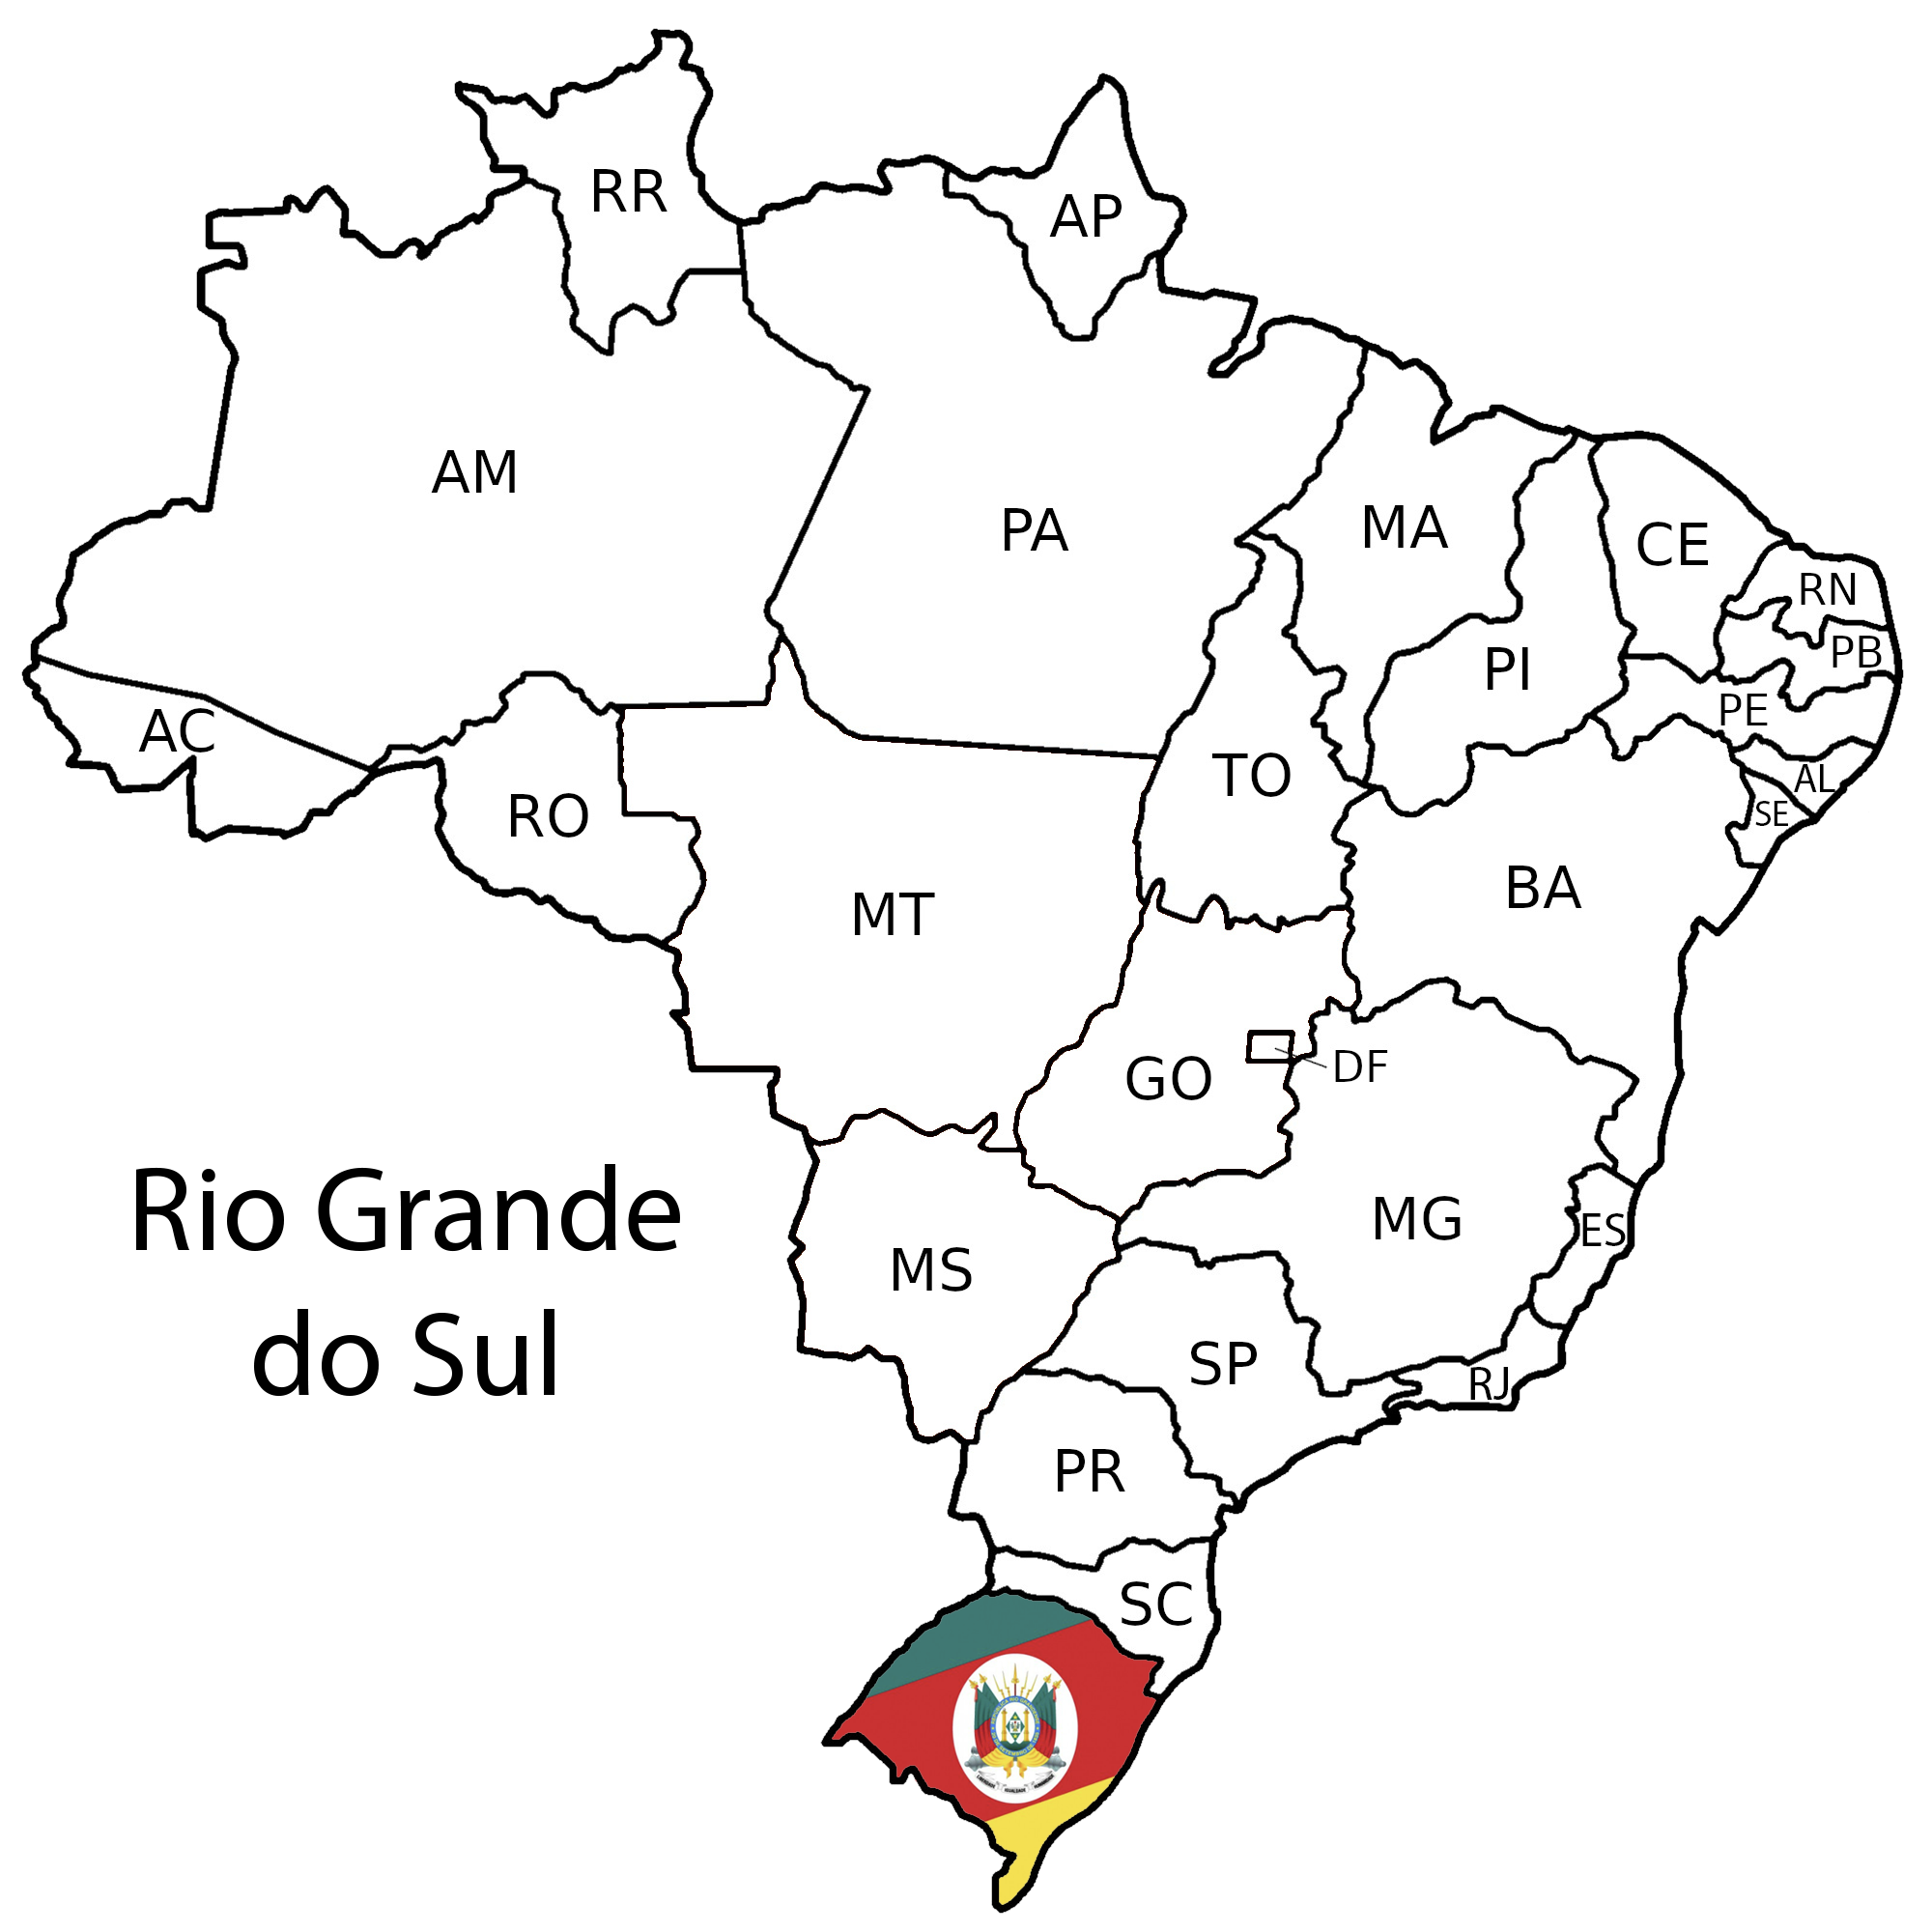 RR
AP
AM
PA
MA
CE
RN
PB
PI
PE
AC
TO
AL
RO
SE
BA
MT
GO
DF
Rio Grande
do Sul
MG
ES
MS
SP
RJ
PR
SC